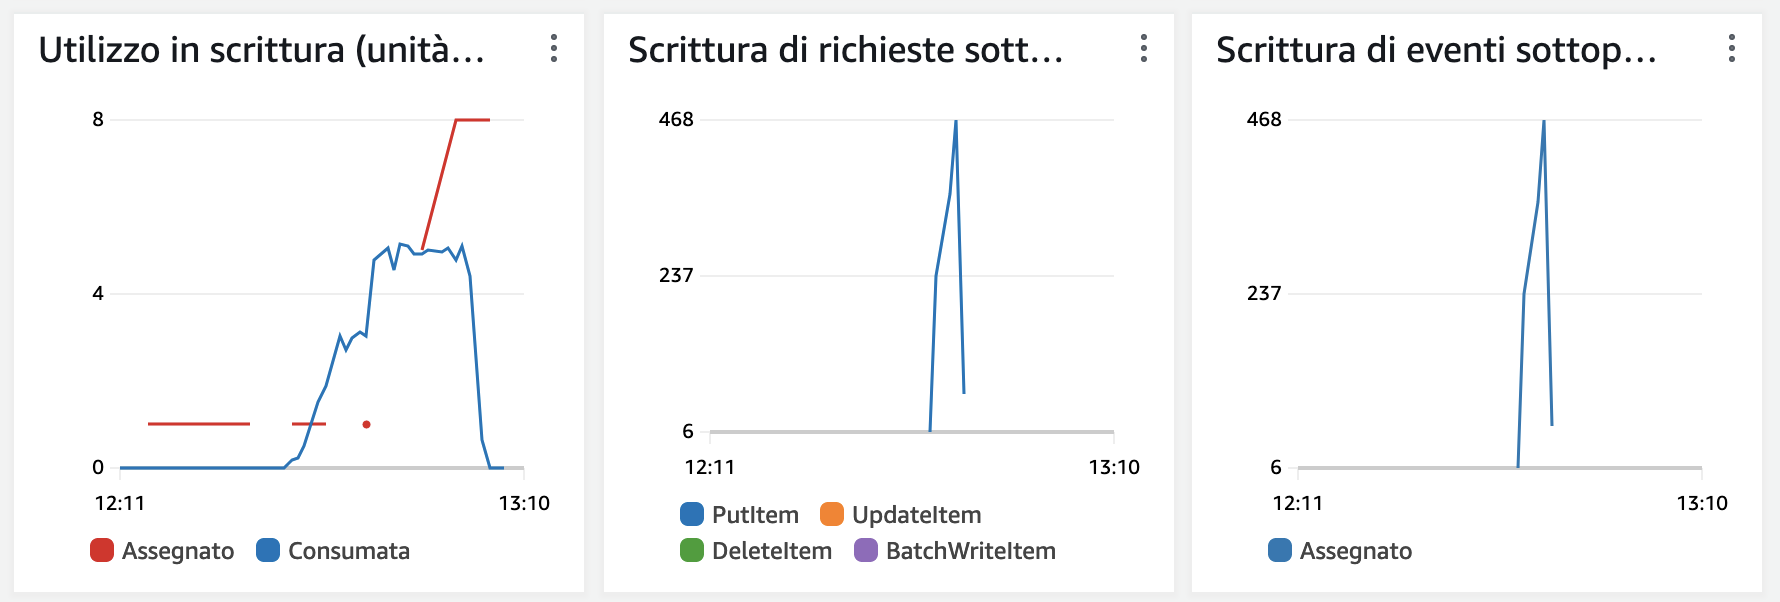 Utilizzo in scrittura (unità...
8
4
0
12:11 13:10
Assegnato Consumata
Scrittura di richieste sott...
468
237
6
12:11 13:10
PutItem UpdateItem
DeleteItem BatchWriteItem
Scrittura di eventi sottop...
468
237
6
12:11 13:10
Assegnato